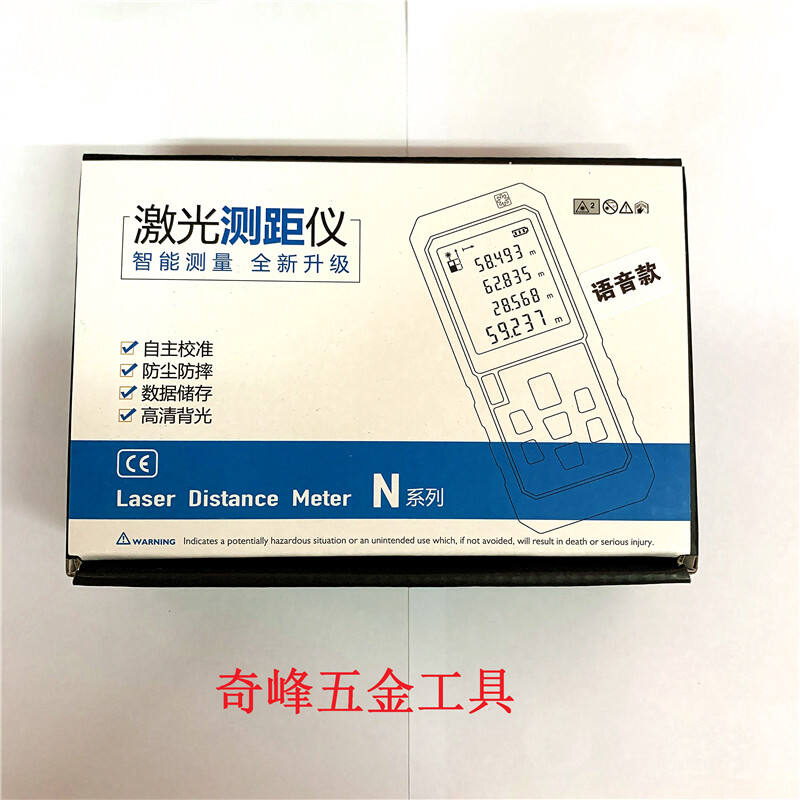 激光测距仪
智能测量 全新升级
自主校准
防尘防摔
数据储存
高清背光
58.493 m
62.835 m
28.568 m
59.237 m
2
语音款
CE
Laser Distance Meter N系列
WARNING Indicates a potentially hazardous situation or an unintended use which, if not avoided, will result in death or serious injury.
奇峰五金工具